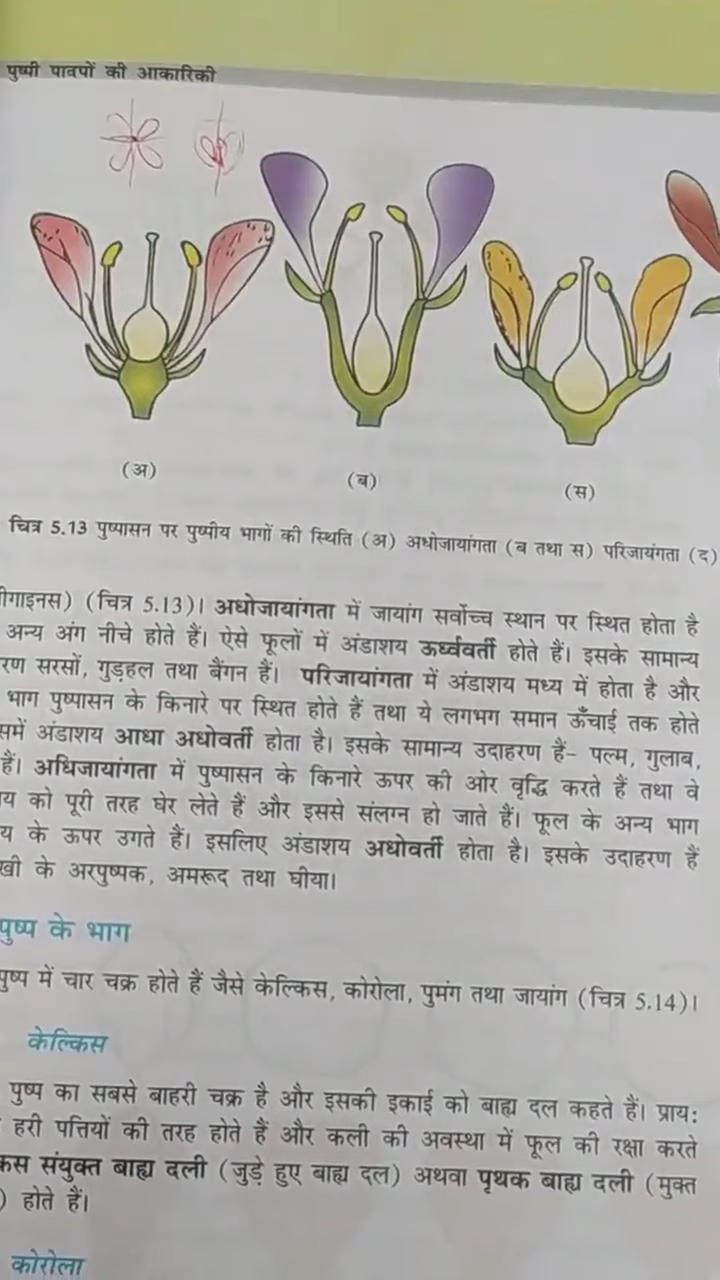 पुष्पी पादपों की आकारिकी
(अ)
(ब)
(स)
चित्र 5.13 पुष्पासन पर पुष्पीय भागों की स्थिति (अ) अधोजायांगता (ब तथा स) परिजायंगता (द)
ीगाइनस) (चित्र 5.13)। अधोजायांगता में जायांग सर्वोच्च स्थान पर स्थित होता है
अन्य अंग नीचे होते हैं। ऐसे फूलों में अंडाशय ऊर्ध्ववर्ती होते हैं। इसके सामान्य
रण सरसों, गुड़हल तथा बैंगन हैं। परिजायांगता में अंडाशय मध्य में होता है और
भाग पुष्पासन के किनारे पर स्थित होते हैं तथा ये लगभग समान ऊँचाई तक होते
समें अंडाशय आधा अधोवर्ती होता है। इसके सामान्य उदाहरण हैं- पल्म, गुलाब,
हैं। अधिजायांगता में पुष्पासन के किनारे ऊपर की ओर वृद्धि करते हैं तथा वे
य को पूरी तरह घेर लेते हैं और इससे संलग्न हो जाते हैं। फूल के अन्य भाग
य के ऊपर उगते हैं। इसलिए अंडाशय अधोवर्ती होता है। इसके उदाहरण हैं
खी के अरपुष्पक, अमरूद तथा घीया।
पुष्प के भाग
पुष्प में चार चक्र होते हैं जैसे केल्किस, कोरोला, पुमंग तथा जायांग (चित्र 5.14)।
केल्किस
पुष्प का सबसे बाहरी चक्र है और इसकी इकाई को बाह्य दल कहते हैं। प्रायः
हरी पत्तियों की तरह होते हैं और कली की अवस्था में फूल की रक्षा करते
कस संयुक्त बाह्य दली (जुड़े हुए बाह्य दल) अथवा पृथक बाह्य दली (मुक्त
) होते हैं।
कोरोला